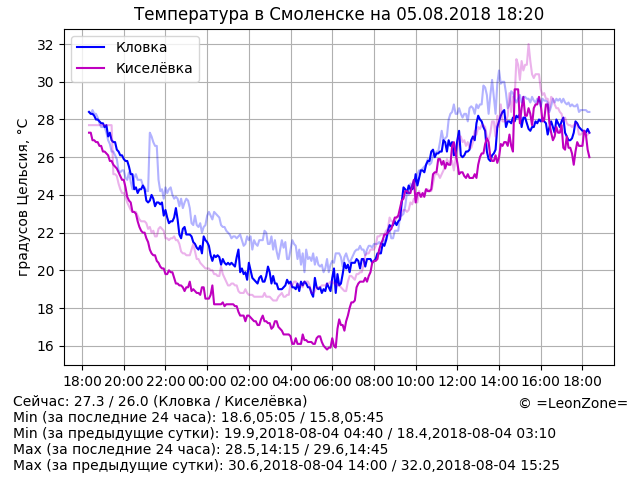 Температура в Смоленске на 05.08.2018 18:20
Кловка
Киселёвка
градусов Цельсия, °C
32
30
28
26
24
22
20
18
16
18:00 20:00 22:00 00:00 02:00 04:00 06:00 08:00 10:00 12:00 14:00 16:00 18:00
Сейчас: 27.3 / 26.0 (Кловка / Киселёвка)
© =LeonZone=
Min (за последние 24 часа): 18.6,05:05 / 15.8,05:45
Min (за предыдущие сутки): 19.9,2018-08-04 04:40 / 18.4,2018-08-04 03:10
Max (за последние 24 часа): 28.5,14:15 / 29.6,14:45
Max (за предыдущие сутки): 30.6,2018-08-04 14:00 / 32.0,2018-08-04 15:25